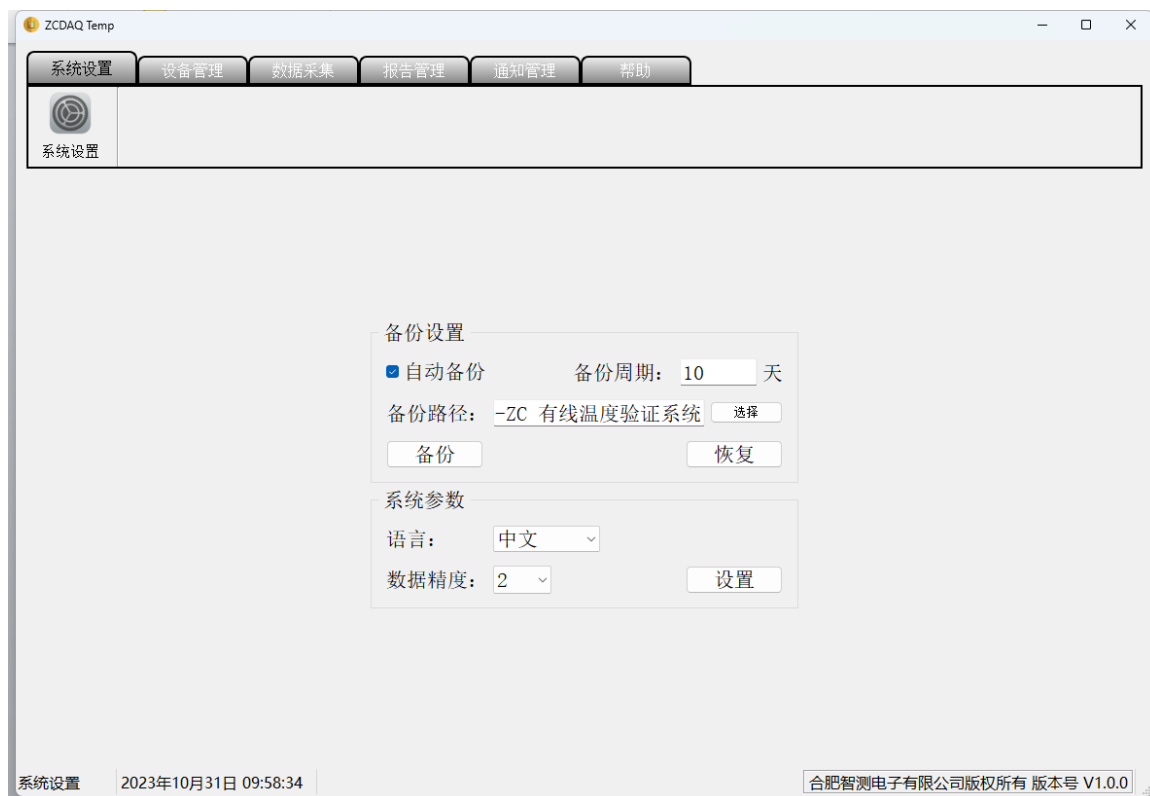 ZCDAQ Temp
系统设置 设备管理 数据采集 报告管理 通知管理 帮助
系统设置
备份设置
自动备份 备份周期: 10 天
备份路径: -ZC 有线温度验证系统 选择
备份 恢复
系统参数
语言: 中文
数据精度: 2 设置
系统设置 2023年10月31日 09:58:34 合肥智测电子有限公司版权所有 版本号 V1.0.0